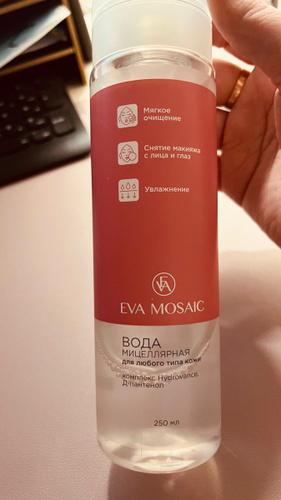 Мягкое
очищение
Снятие макияжа
с лица и глаз
Увлажнение
EVA MOSAIC
ВОДА
МИЦЕЛЛЯРНАЯ
для любого типа кожи
комплекс Hydrovance,
Д-пантенол
250 мл